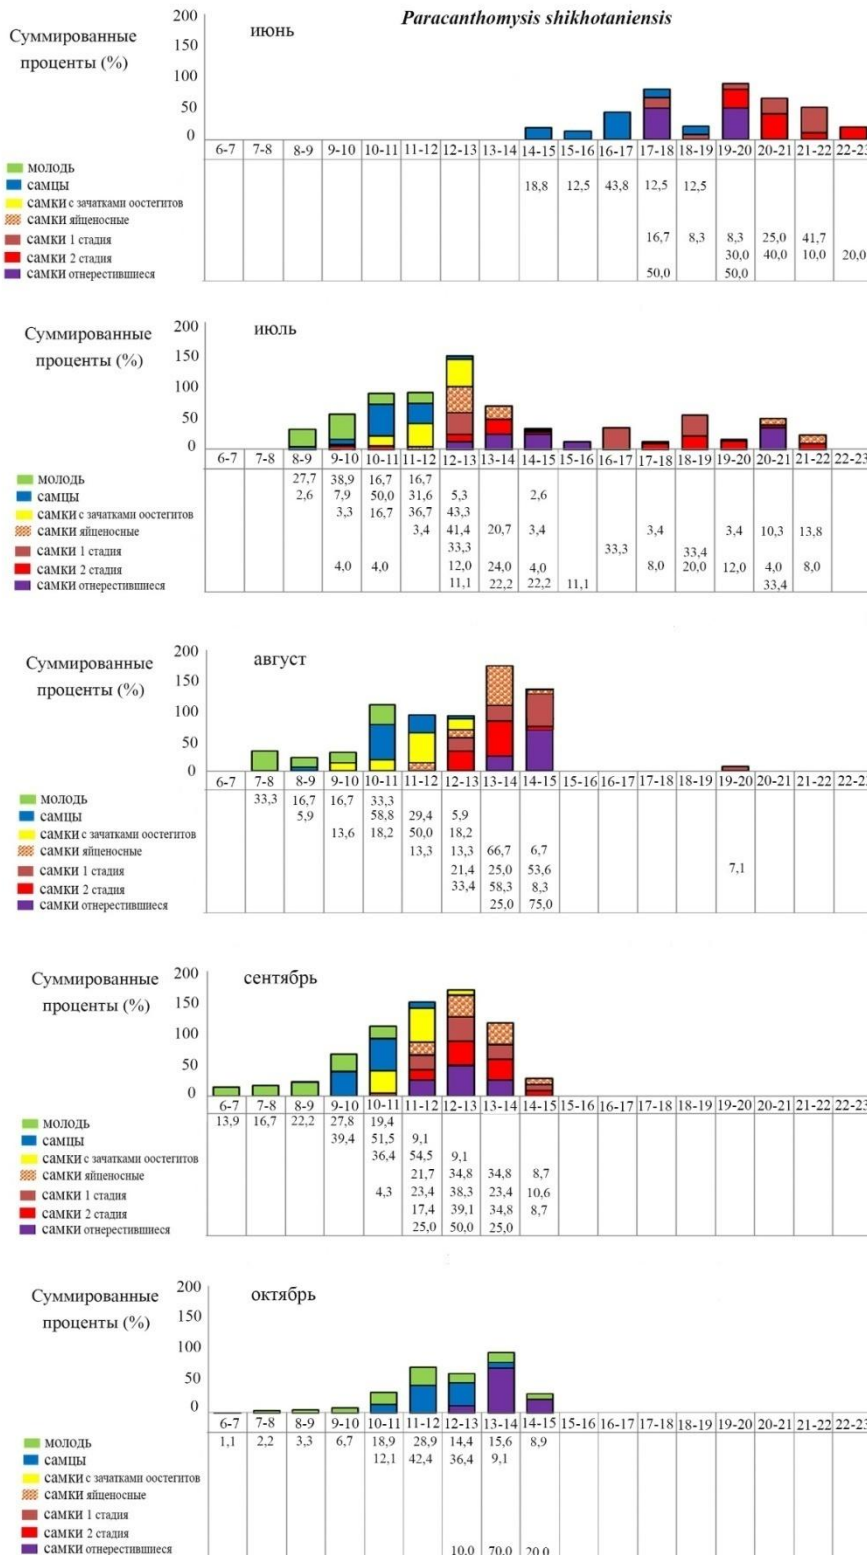 Paracanthomysis shikhotaniensis
Суммированные проценты (%)
июнь
200
150
100
50
0
6-7 7-8 8-9 9-10 10-11 11-12 12-13 13-14 14-15 15-16 16-17 17-18 18-19 19-20 20-21 21-22 22-23
молодь
самцы 18,8 12,5 43,8 12,5 12,5
самки с зачатками оостегитов
самки яйценосные
самки 1 стадия 16,7 8,3 8,3 25,0 41,7
самки 2 стадия 30,0 40,0 10,0 20,0
самки отнерестившиеся 50,0 50,0
Суммированные проценты (%)
июль
200
150
100
50
0
6-7 7-8 8-9 9-10 10-11 11-12 12-13 13-14 14-15 15-16 16-17 17-18 18-19 19-20 20-21 21-22 22-23
молодь 27,7 38,9 16,7 16,7
самцы 2,6 7,9 50,0 31,6 5,3 2,6
самки с зачатками оостегитов 3,3 16,7 36,7 43,3
самки яйценосные 3,4 41,4 20,7 3,4 3,4 3,4 10,3 13,8
самки 1 стадия 33,3 33,3 33,4
самки 2 стадия 4,0 4,0 12,0 24,0 4,0 8,0 20,0 12,0 4,0 8,0
самки отнерестившиеся 11,1 22,2 22,2 11,1 33,4
Суммированные проценты (%)
август
200
150
100
50
0
6-7 7-8 8-9 9-10 10-11 11-12 12-13 13-14 14-15 15-16 16-17 17-18 18-19 19-20 20-21 21-22 22-23
молодь 33,3 16,7 16,7 33,3
самцы 5,9 58,8 29,4 5,9
самки с зачатками оостегитов 13,6 18,2 50,0 18,2
самки яйценосные 13,3 13,3 66,7 6,7
самки 1 стадия 21,4 25,0 53,6 7,1
самки 2 стадия 33,4 58,3 8,3
самки отнерестившиеся 25,0 75,0
Суммированные проценты (%)
сентябрь
200
150
100
50
0
6-7 7-8 8-9 9-10 10-11 11-12 12-13 13-14 14-15 15-16 16-17 17-18 18-19 19-20 20-21 21-22 22-23
молодь 13,9 16,7 22,2 27,8 19,4
самцы 39,4 51,5 9,1
самки с зачатками оостегитов 36,4 54,5 9,1
самки яйценосные 21,7 34,8 34,8 8,7
самки 1 стадия 4,3 23,4 38,3 23,4 10,6
самки 2 стадия 17,4 39,1 34,8 8,7
самки отнерестившиеся 25,0 50,0 25,0
Суммированные проценты (%)
октябрь
200
150
100
50
0
6-7 7-8 8-9 9-10 10-11 11-12 12-13 13-14 14-15 15-16 16-17 17-18 18-19 19-20 20-21 21-22 22-23
молодь 1,1 2,2 3,3 6,7 18,9 28,9 14,4 15,6 8,9
самцы 12,1 42,4 36,4 9,1
самки с зачатками оостегитов
самки яйценосные
самки 1 стадия
самки 2 стадия
самки отнерестившиеся 10,0 70,0 20,0